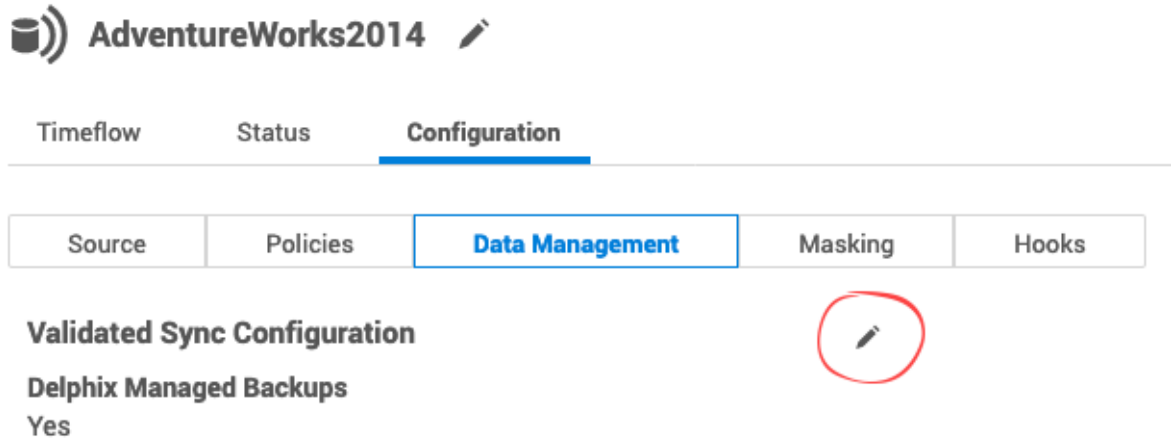 AdventureWorks2014
Timeflow Status Configuration
Source Policies Data Management Masking Hooks
Validated Sync Configuration
Delphix Managed Backups
Yes